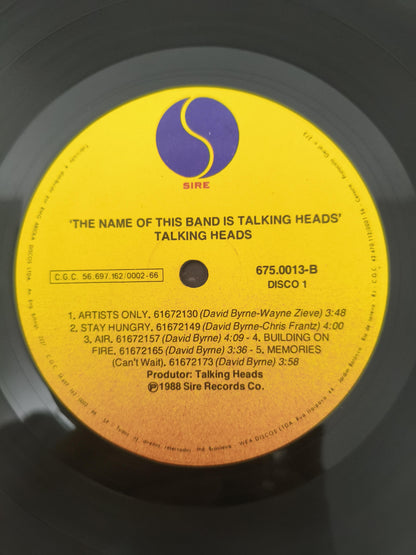 SIRE
'THE NAME OF THIS BAND IS TALKING HEADS'
TALKING HEADS
C.G.C. 56.697.162/0002-66
675.0013-B
DISCO 1
1. ARTISTS ONLY. 61672130 (David Byrne-Wayne Zieve) 3:48
2. STAY HUNGRY. 61672149 (David Byrne-Chris Frantz) 4:00
3. AIR. 61672157 (David Byrne) 4:09 - 4. BUILDING ON
FIRE. 61672165 (David Byrne) 3:36 - 5. MEMORIES
(Can't Wait). 61672173 (David Byrne) 3:58
Produtor: Talking Heads
℗1988 Sire Records Co.
WEA DISCOS LTDA.